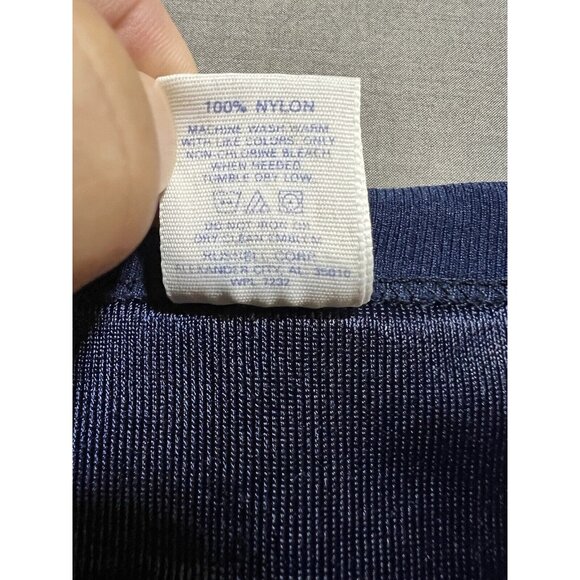 100% NYLON
MACHINE WASH WARM
WITH LIKE COLORS, ONLY
NON-CHLORINE BLEACH
WHEN NEEDED
TUMBLE DRY LOW
DO NOT IRON OR
DRY CLEAN EMBLEM
RUSSELL CORP.
ALEXANDER CITY, AL 35010
WPL 7232